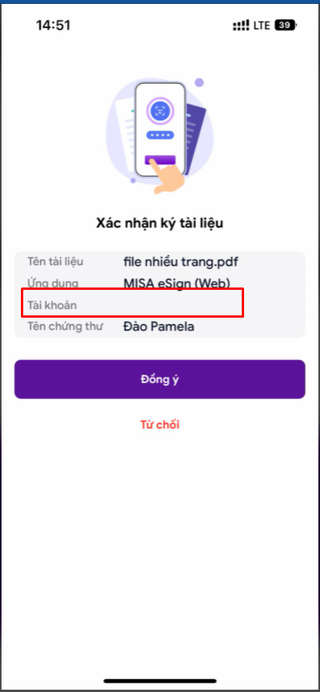 14:51 LTE 39
Xác nhận ký tài liệu
Tên tài liệu file nhiều trang.pdf
Ứng dụng MISA eSign (Web)
Tài khoản
Tên chứng thư Đào Pamela
Đồng ý
Từ chối